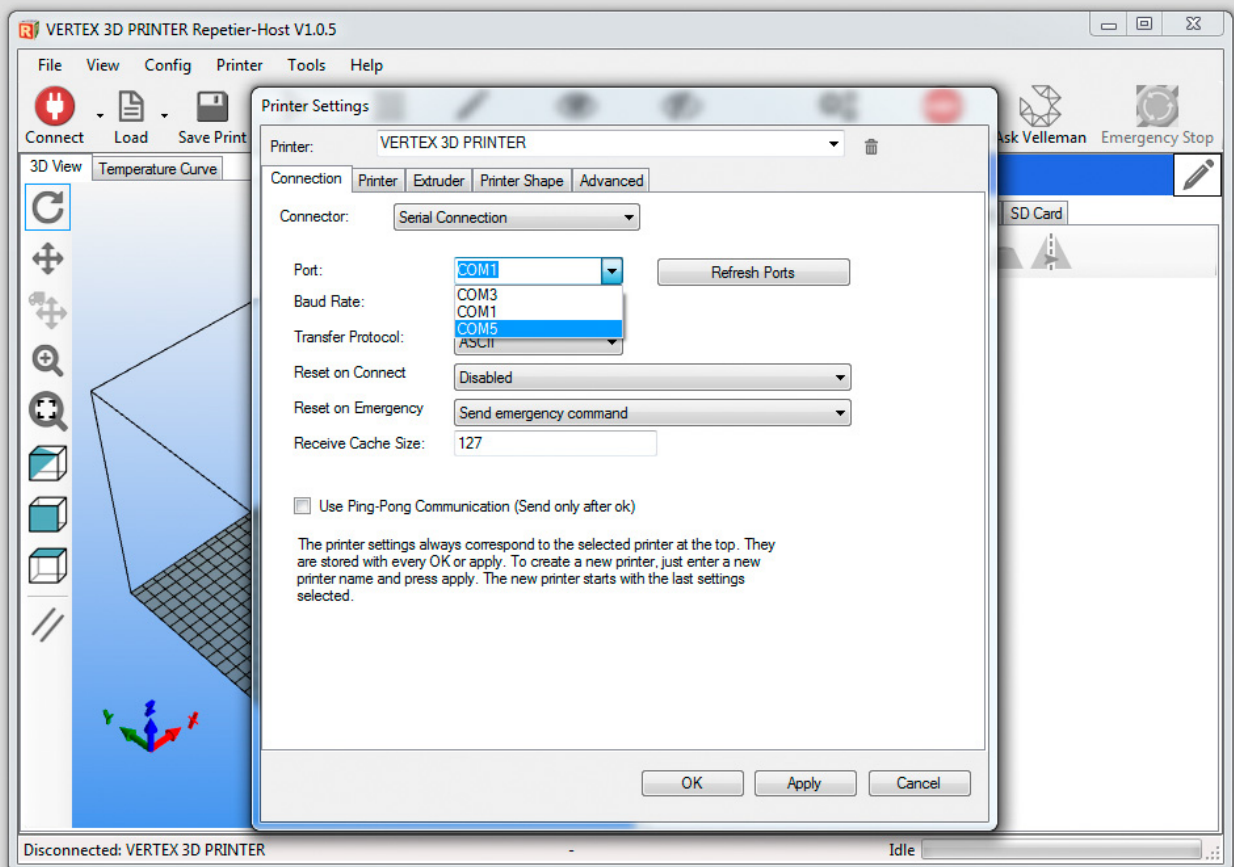 VERTEX 3D PRINTER Repetier-Host V1.0.5
File View Config Printer Tools Help
Connect Load Save Print Ask Velleman Emergency Stop
3D View Temperature Curve
SD Card
Printer Settings
Printer: VERTEX 3D PRINTER
Connection Printer Extruder Printer Shape Advanced
Connector: Serial Connection
Port: COM1 Refresh Ports
COM3
Baud Rate: COM1
COM5
Transfer Protocol: ASCII
Reset on Connect Disabled
Reset on Emergency Send emergency command
Receive Cache Size: 127
Use Ping-Pong Communication (Send only after ok)
The printer settings always correspond to the selected printer at the top. They
are stored with every OK or apply. To create a new printer, just enter a new
printer name and press apply. The new printer starts with the last settings
selected.
Y Z X
OK Apply Cancel
Disconnected: VERTEX 3D PRINTER - Idle